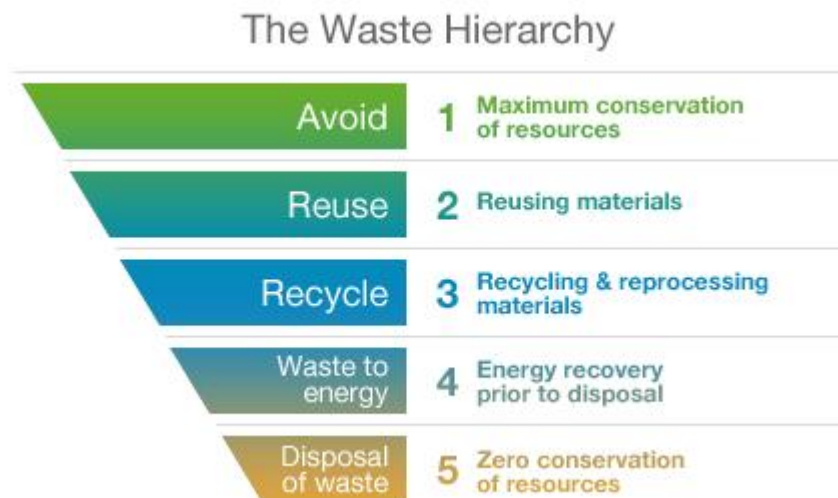 The Waste Hierarchy
Avoid
1
Maximum conservation
of resources
Reuse
2
Reusing materials
Recycle
3
Recycling & reprocessing
materials
Waste to
energy
4
Energy recovery
prior to disposal
Disposal
of waste
5
Zero conservation
of resources